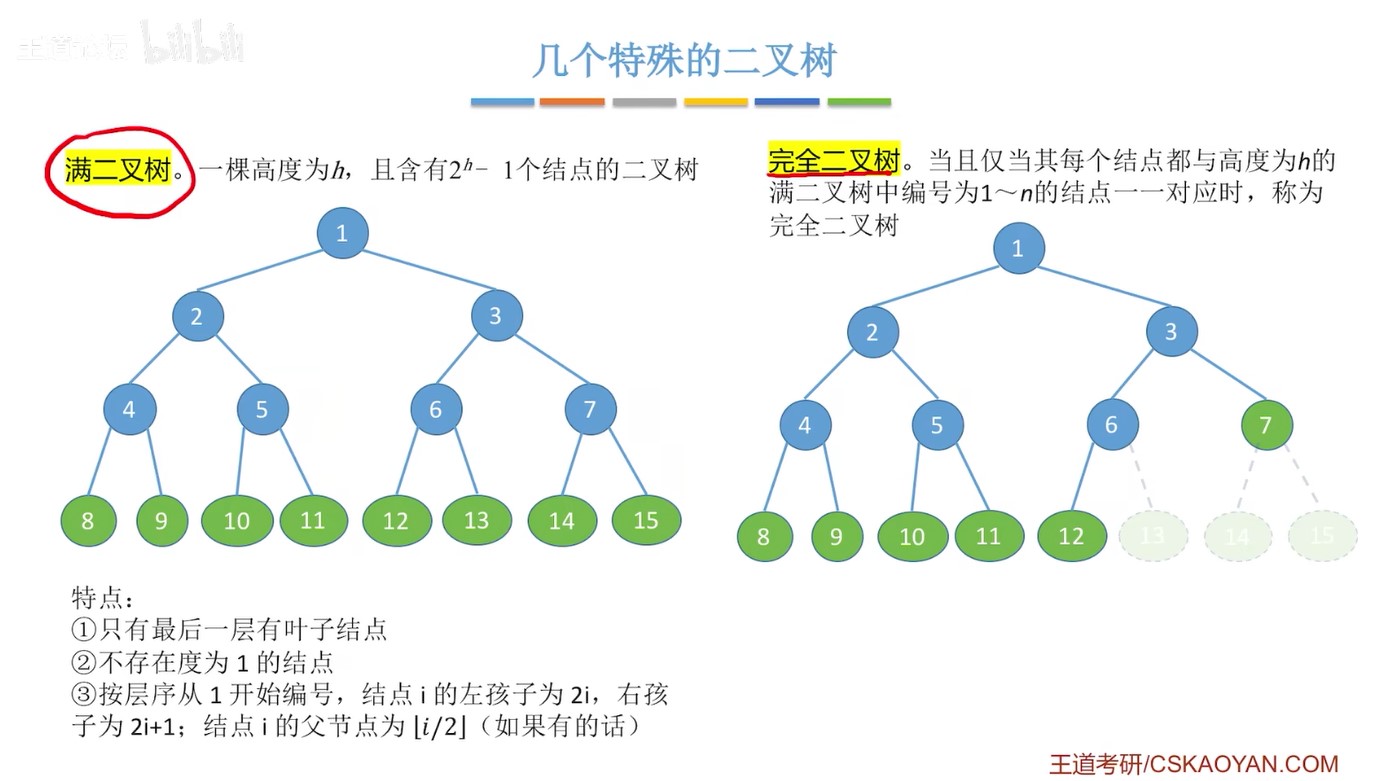 王道论坛 bilibili
几个特殊的二叉树
满二叉树。一棵高度为h，且含有2ʰ − 1个结点的二叉树
1
2 3
4 5 6 7
8 9 10 11 12 13 14 15
特点：
①只有最后一层有叶子结点
②不存在度为 1 的结点
③按层序从 1 开始编号，结点 i 的左孩子为 2i，右孩
子为 2i+1；结点 i 的父节点为 ⌊i/2⌋（如果有的话）
完全二叉树。当且仅当其每个结点都与高度为h的
满二叉树中编号为1～n的结点一一对应时，称为
完全二叉树
1
2 3
4 5 6 7
8 9 10 11 12 13 14 15
王道考研/CSKAOYAN.COM